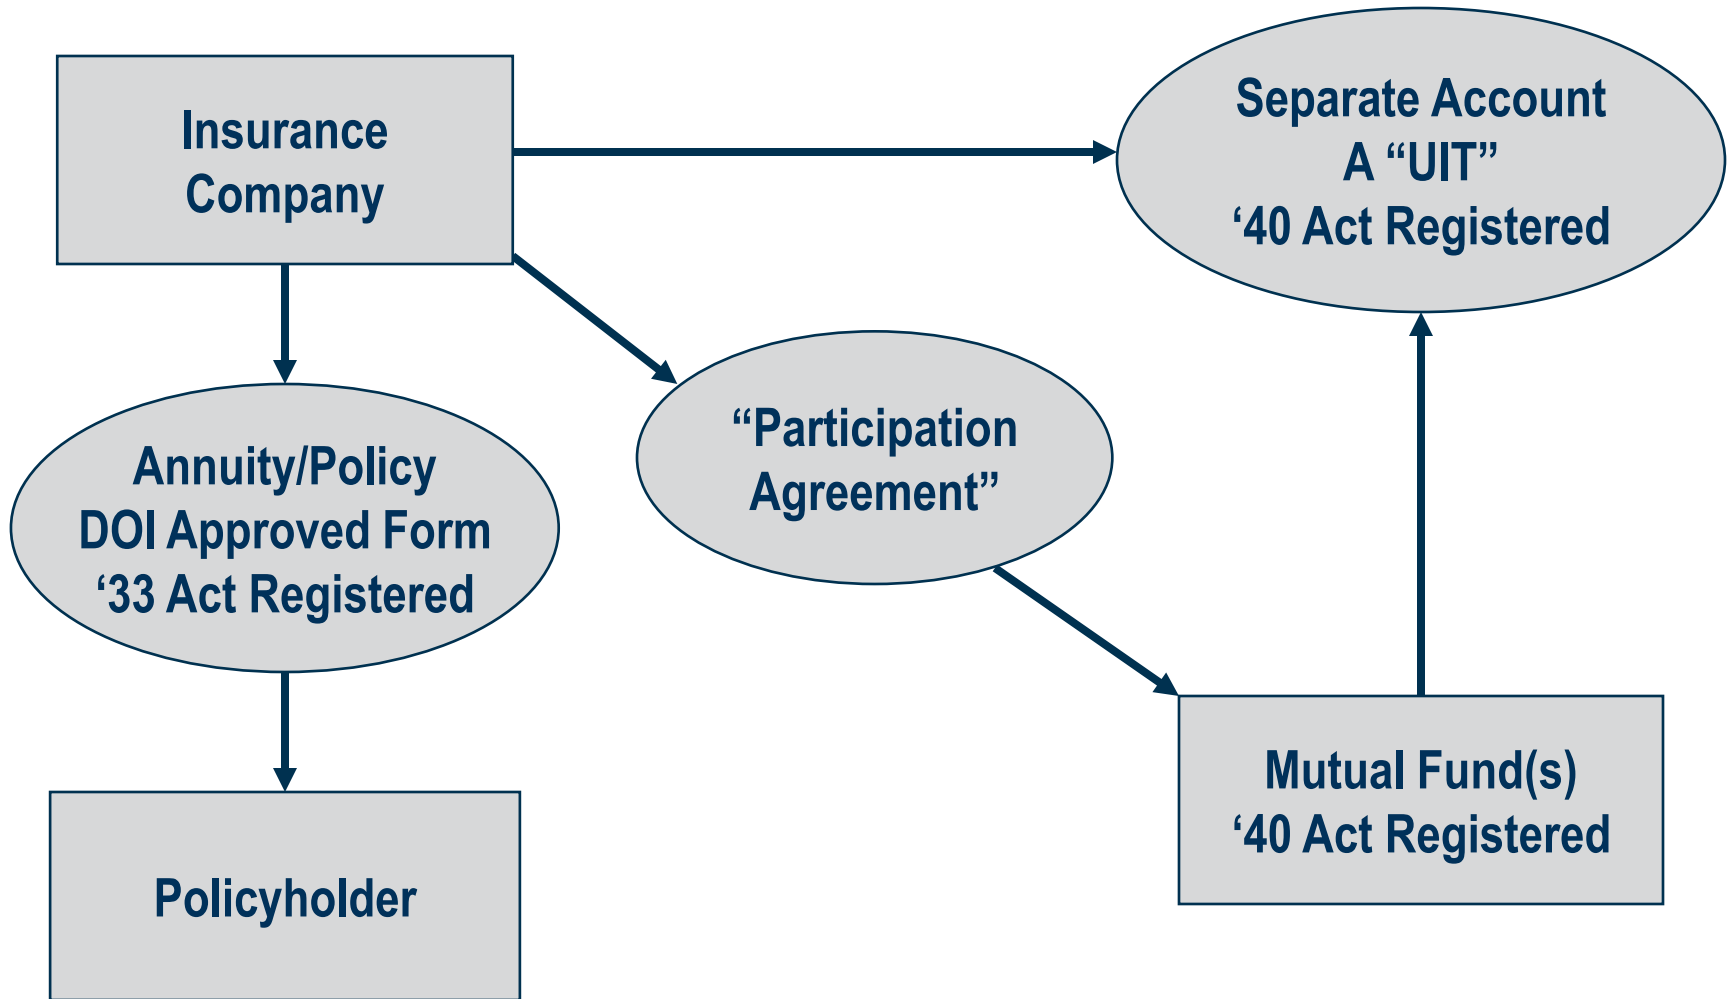 Insurance
Company
Separate Account
A “UIT”
‘40 Act Registered
Annuity/Policy
DOI Approved Form
‘33 Act Registered
“Participation
Agreement”
Mutual Fund(s)
‘40 Act Registered
Policyholder